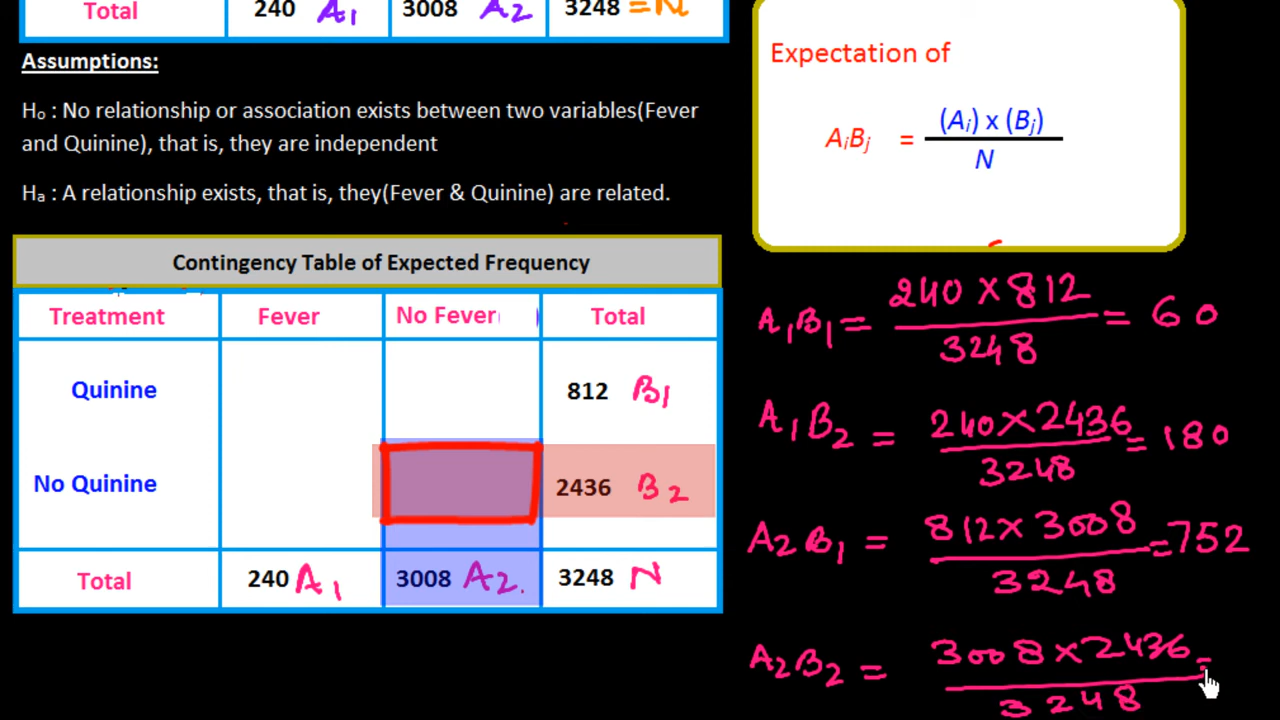 Total 240 A1 3008 A2 3248 = N
Assumptions:
H₀ : No relationship or association exists between two variables(Fever
and Quinine), that is, they are independent
Hₐ : A relationship exists, that is, they(Fever & Quinine) are related.
Contingency Table of Expected Frequency
Treatment Fever No Fever Total
Quinine 812 B1
No Quinine 2436 B2
Total 240 A1 3008 A2. 3248 N
Expectation of
AiBj = (Ai) x (Bj)
N
A1B1 = 240 X 812 = 60
3248
A1B2 = 240 X 2436 = 180
3248
A2B1 = 812 X 3008 = 752
3248
A2B2 = 3008 X 2436 =
3248